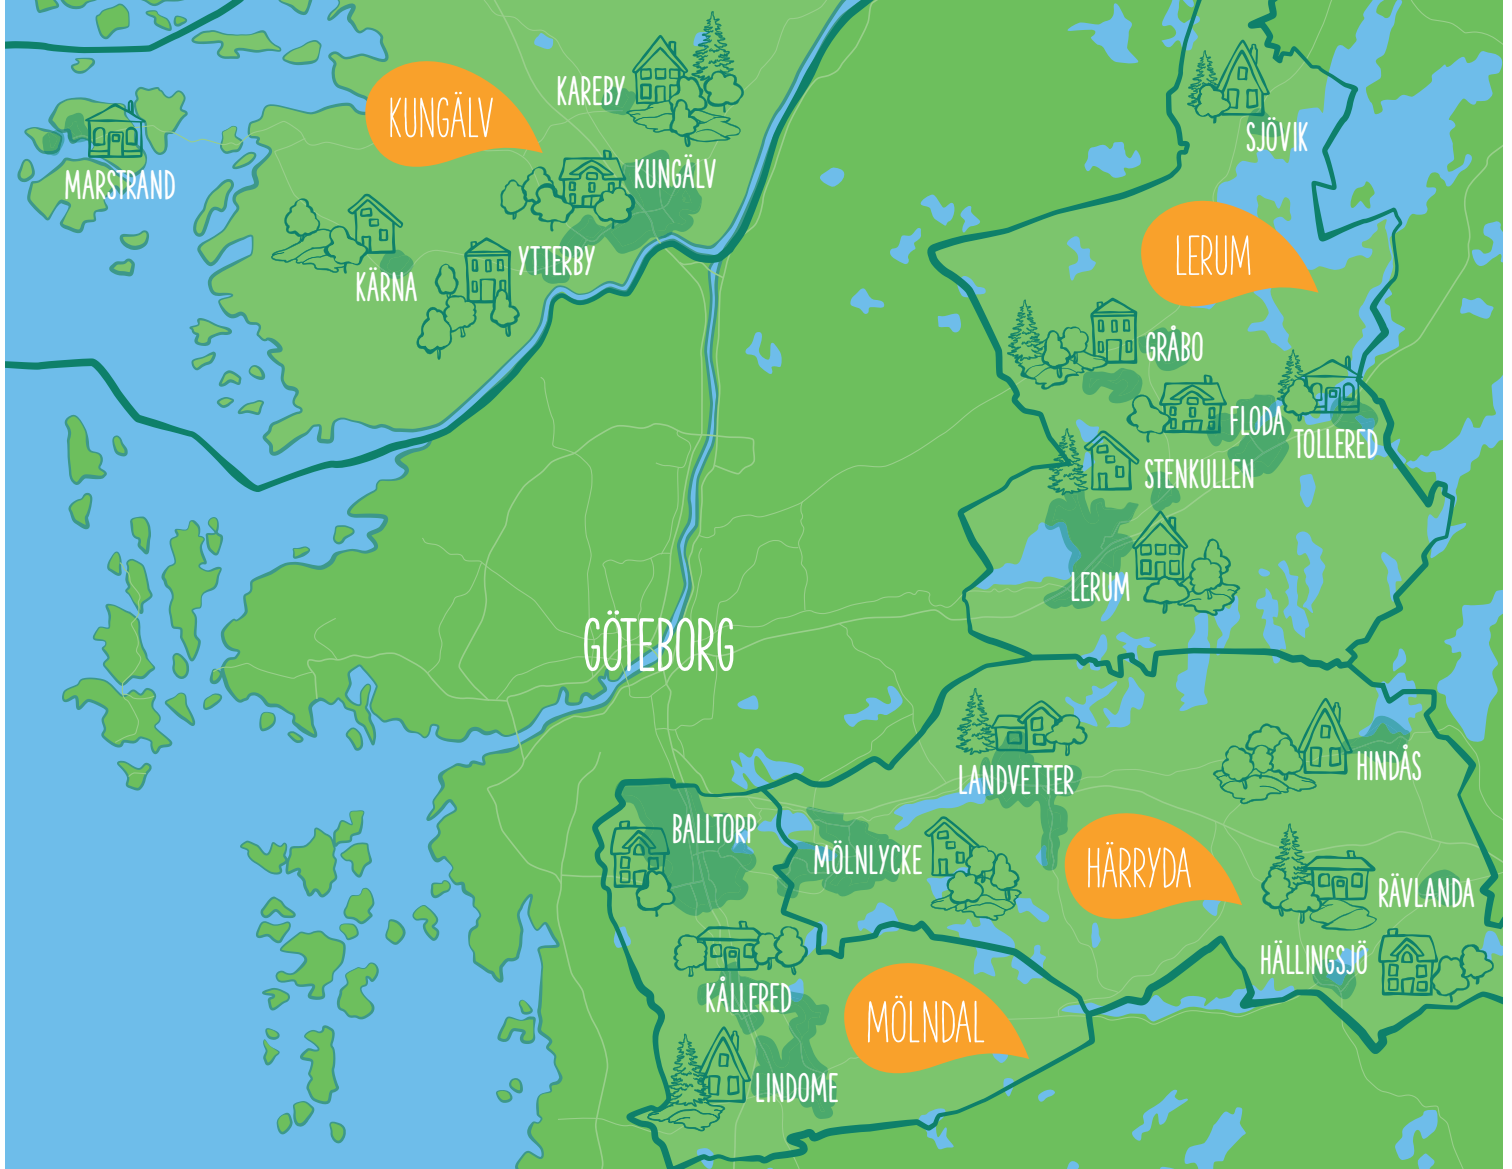 KAREBY
KUNGÄLV
SJÖVIK
MARSTRAND
KUNGÄLV
YTTERBY
KÄRNA
LERUM
GRÅBO
FLODA
TOLLERED
STENKULLEN
LERUM
GÖTEBORG
LANDVETTER
HINDÅS
BALLTORP
MÖLNLYCKE
HÄRRYDA
RÄVLANDA
HÄLLINGSJÖ
KÅLLERED
MÖLNDAL
LINDOME